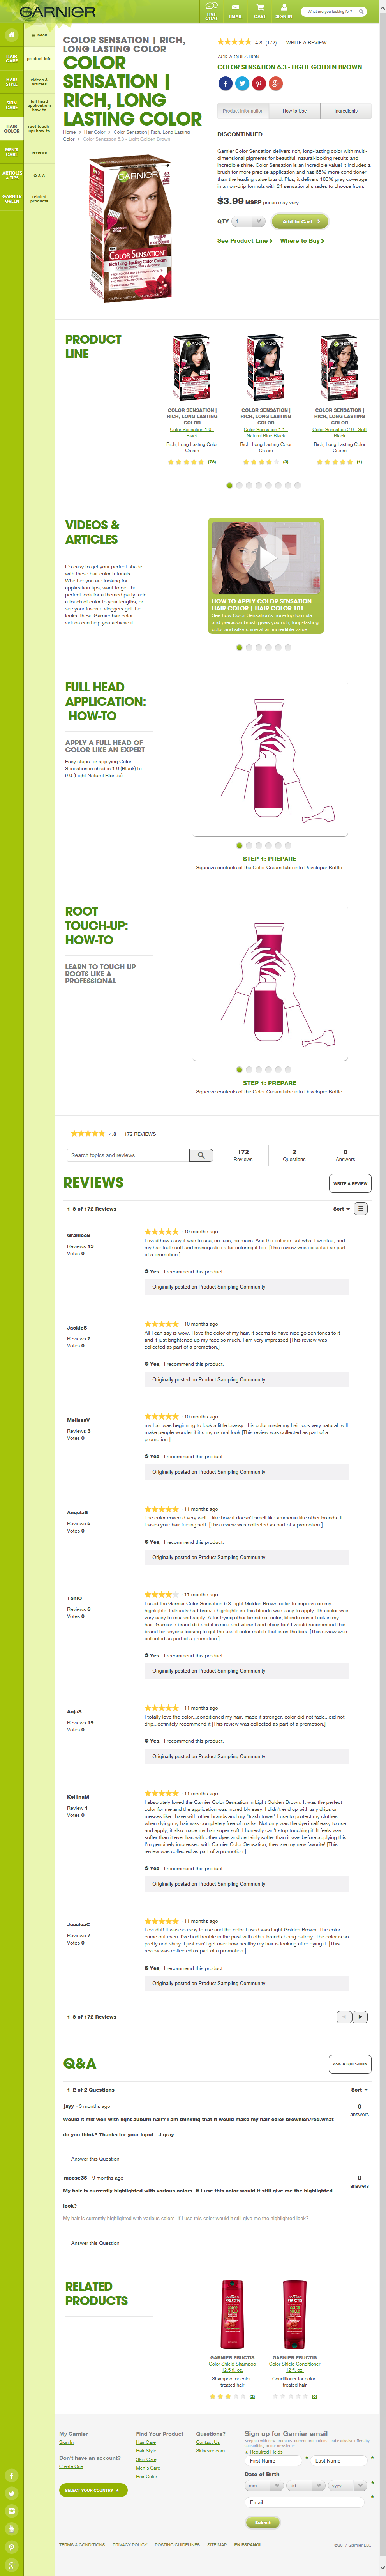 GARNIER
LIVE CHAT
EMAIL
CART
SIGN IN
What are you looking for?
back
HAIR CARE
product info
HAIR STYLE
videos & articles
SKIN CARE
full head application: how-to
HAIR COLOR
root touch-up: how-to
MEN'S CARE
reviews
ARTICLES + TIPS
Q & A
GARNIER GREEN
related products
COLOR SENSATION | RICH,
LONG LASTING COLOR
COLOR
SENSATION |
RICH, LONG
LASTING COLOR
Home > Hair Color > Color Sensation | Rich, Long Lasting
Color > Color Sensation 6.3 - Light Golden Brown
4.8 (172) WRITE A REVIEW
ASK A QUESTION
COLOR SENSATION 6.3 - LIGHT GOLDEN BROWN
Product Information
How to Use
Ingredients
DISCONTINUED
Garnier Color Sensation delivers rich, long-lasting color with multi-
dimensional pigments for beautiful, natural-looking incredible
shine. Color Sensation is an incredible value! It includes a
brush for more precise application and has 65% more conditioner
than the leading value brand. Plus, it delivers 100% gray coverage
in a non-drip formula with 24 sensational shades to choose from.
$3.99 MSRP prices may vary
QTY 1 Add to Cart
See Product Line Where to Buy
PRODUCT
LINE
COLOR SENSATION |
RICH, LONG LASTING
COLOR
Color Sensation 1.0 -
Black
Rich, Long Lasting Color
Cream
(78)
COLOR SENSATION |
RICH, LONG LASTING
COLOR
Color Sensation 1.1 -
Natural Blue Black
Rich, Long Lasting Color
Cream
COLOR SENSATION |
RICH, LONG LASTING
COLOR
Color Sensation 2.0 - Soft
Black
Rich, Long Lasting Color
Cream
VIDEOS &
ARTICLES
It's easy to get your perfect shade
with these hair color tutorials.
Whether you are looking for
application tips, want to get the
perfect look for a themed party, add
a touch of color to your lengths, or
see your favorite vloggers get the
looks, these Garnier hair color
videos can help you achieve it.
HOW TO APPLY COLOR SENSATION
HAIR COLOR | HAIR COLOR 101
See how Color Sensation's non-drip formula
and precision brush gives you rich, long-lasting
color and silky shine at an incredible value
FULL HEAD
APPLICATION:
HOW-TO
APPLY A FULL HEAD OF
COLOR LIKE AN EXPERT
Easy steps for applying Color
Sensation in shades 1.0 (Black) to
9.0 (Light Natural Blonde)
STEP 1: PREPARE
Squeeze contents of the Color Creme tube into Developer Bottle.
ROOT
TOUCH-UP:
HOW-TO
LEARN TO TOUCH UP
ROOTS LIKE A
PROFESSIONAL
STEP 1: PREPARE
Squeeze contents of the Color Creme tube into Developer Bottle.
4.8 172 REVIEWS
Search topics and reviews
172
Reviews
2
Questions
0
Answers
REVIEWS
WRITE A REVIEW
1–8 of 172 Reviews
Sort
GraniceB
Reviews 13
Votes 0
· 10 months ago
Loved how easy it was to use, no fuss, no mess. And the color is just what I wanted, and
my hair feels soft and manageable after coloring it too. [This review was collected as part
of a promotion.]
Yes, I recommend this product.
Originally posted on Product Sampling Community
JackieS
Reviews 7
Votes 0
· 10 months ago
All I can say is wow, I love the color of my hair, it seems to have nice golden tones to it
and it just brightened up my face so much, I am very impressed [This review was
collected as part of a promotion.]
Yes, I recommend this product.
Originally posted on Product Sampling Community
MelissaV
Reviews 3
Votes 0
· 10 months ago
my hair was beginning to look a little brassy, this color made my hair look very natural. will
make people wonder if it's my natural look [This review was collected as part of a
promotion.]
Yes, I recommend this product.
Originally posted on Product Sampling Community
AngelaS
Reviews 5
Votes 0
· 11 months ago
The color covered very well. I like how it doesn't smell like ammonia like other brands. It
leaves your hair feeling soft. [This review was collected as part of a promotion.]
Yes, I recommend this product.
Originally posted on Product Sampling Community
ToniC
Reviews 6
Votes 0
· 11 months ago
I used the Garnier Color Sensation 6.3 Light Golden Brown color to improve on my
highlights. I already had bronze highlights so this was to apply. The color was
very easy to mix and apply. After trying other shades of blonde, color never took in my
hair. Garnier's brand did and it is nice and vibrant and shiny too! I would recommend this
brand for anyone looking to get the exact color match that is on the box. [This review was
collected as part of a promotion.]
Yes, I recommend this product.
Originally posted on Product Sampling Community
AnjaS
Reviews 19
Votes 0
· 11 months ago
I totally love the color...conditioned my hair, made it stronger, color did not fade...did not
drip...definitely recommend it [This review was collected as part of a promotion.]
Yes, I recommend this product.
Originally posted on Product Sampling Community
KeilinaM
Review 1
Votes 0
· 11 months ago
I absolutely loved the Garnier Color Sensation in Light Golden Brown. It was the perfect
color for me and the application was incredibly easy. I didn't end up with any drips or
messes like I have with other brands and my "trash towel" I use to protect my clothes
when dying was only damp with water, not color. Not only was the dye itself super easy to
use and apply, it also made my hair incredibly soft. I can't stop touching it! If feels much
softer than it ever has with other dyes and certainly softer than it was before applying this!
I'm genuinely impressed with Garnier Color Sensation, they are my new favorite! [This
review was collected as part of a promotion.]
Yes, I recommend this product.
Originally posted on Product Sampling Community
JessicaC
Reviews 7
Votes 0
· 11 months ago
Loved it! It was so easy to use and the color I used was Light Golden Brown. The color
came out even. I've had trouble in the past with other brands being patchy. The color is so
pretty and shiny. I just can't get over how healthy my hair is looking after dying it. [This
review was collected as part of a promotion.]
Yes, I recommend this product.
Originally posted on Product Sampling Community
1–8 of 172 Reviews
Q&A
ASK A QUESTION
1–2 of 2 Questions
Sort
jayy · 3 months ago
0
answers
Would it mix well with light auburn hair? I am thinking that it would make my hair color brownish/red.what
do you think? Thanks for your input.. J.gray
Answer this Question
moose35 · 9 months ago
0
answers
My hair is currently highlighted with various colors. If I use this color would it still give me the highlighted
look?
My hair is currently highlighted with various colors. If I use this color would it still give me the highlighted look?
Answer this Question
RELATED
PRODUCTS
GARNIER FRUCTIS
Color Shield Shampoo
12.5 fl. oz.
Shampoo for color-
treated hair
GARNIER FRUCTIS
Color Shield Conditioner
12 fl. oz.
Conditioner for color-
treated hair
My Garnier
Sign In
Don't have an account?
Create One
SELECT YOUR COUNTRY
Find Your Product
Hair Care
Hair Style
Skin Care
Men's Care
Hair Color
Questions?
Contact Us
Skincare.com
Sign up for Garnier email
Required Fields
First Name
Last Name
Date of Birth
mm
dd
yyyy
Email
Submit
TERMS & CONDITIONS PRIVACY POLICY POSTING GUIDELINES SITE MAP EN ESPANOL
©2017 Garnier LLC